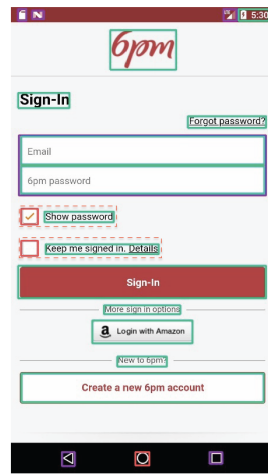 5:30
6pm
Sign-In
Forgot password?
Email
6pm password
Show password
Keep me signed in. Details
Sign-In
More sign in options
a Login with Amazon
New to 6pm?
Create a new 6pm account